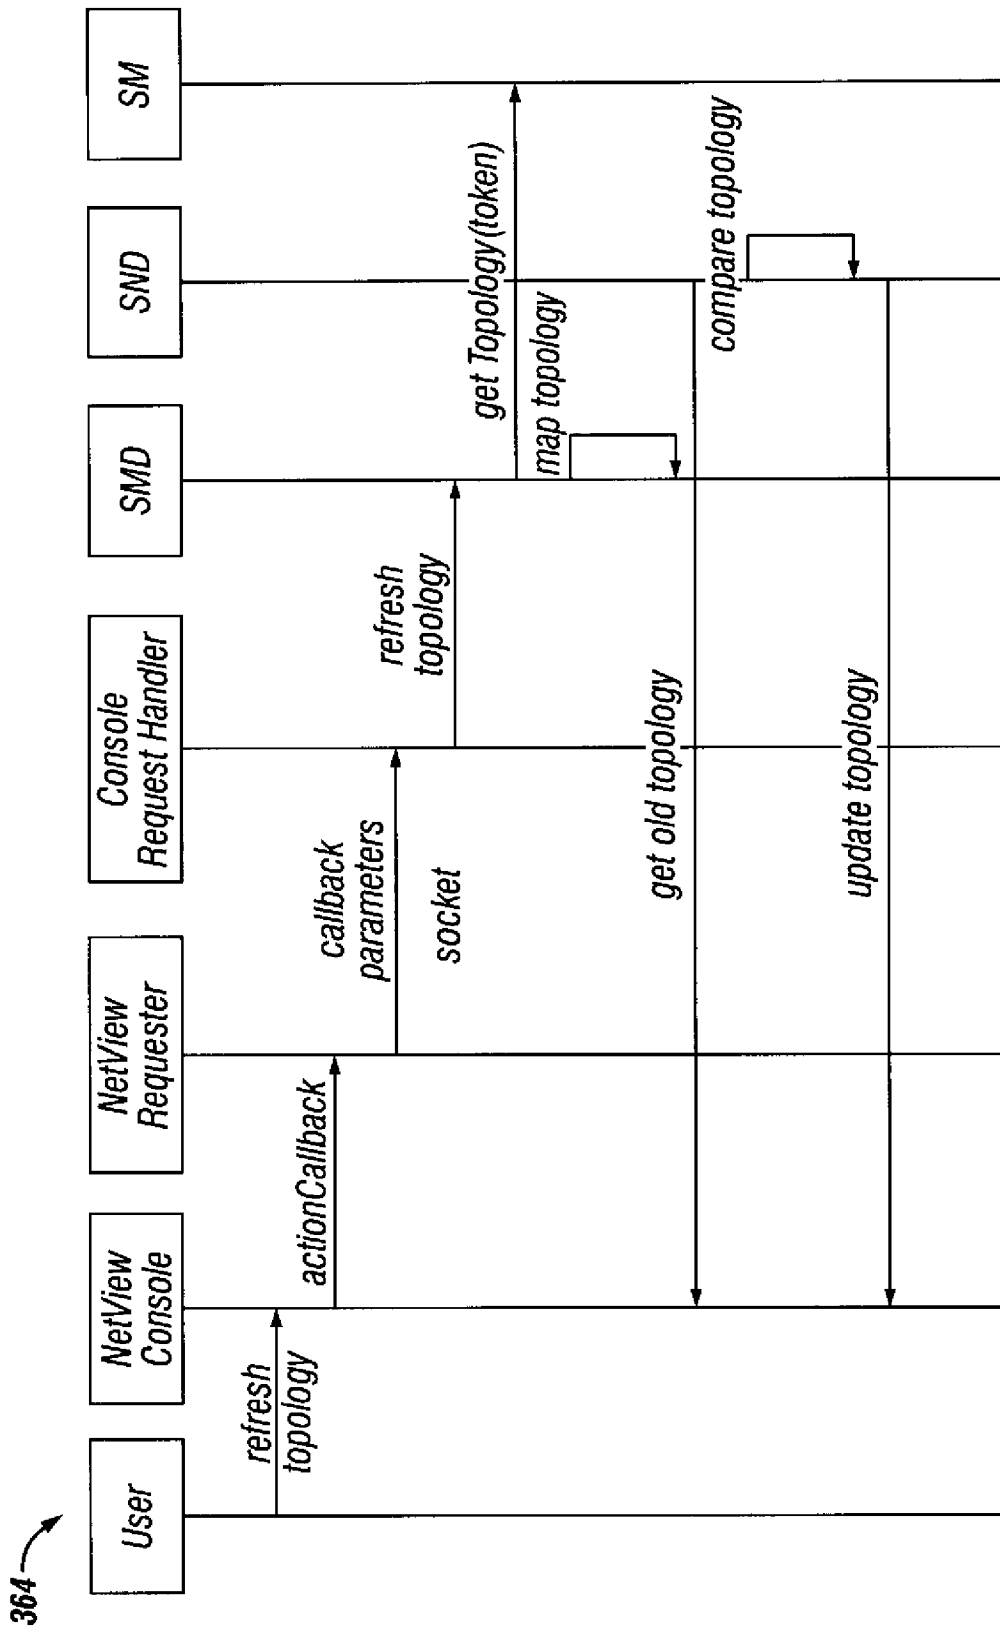 364
User
NetView
Console
NetView
Requester
Console
Request Handler
SMD
SND
SM
refresh
topology
actionCallback
callback
parameters
socket
refresh
topology
get Topology(token)
map topology
get old topology
compare topology
update topology